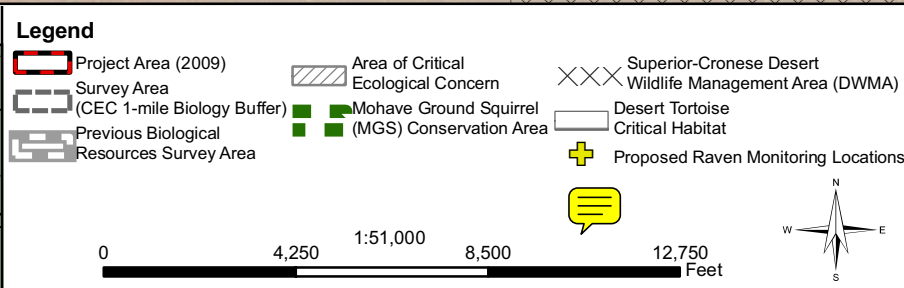 Legend
Project Area (2009)
Survey Area
(CEC 1-mile Biology Buffer)
Previous Biological
Resources Survey Area
Area of Critical
Ecological Concern
Mohave Ground Squirrel
(MGS) Conservation Area
Superior-Cronese Desert
Wildlife Management Area (DWMA)
Desert Tortoise
Critical Habitat
Proposed Raven Monitoring Locations
1:51,000
0 4,250 8,500 12,750
Feet
N
W E
S